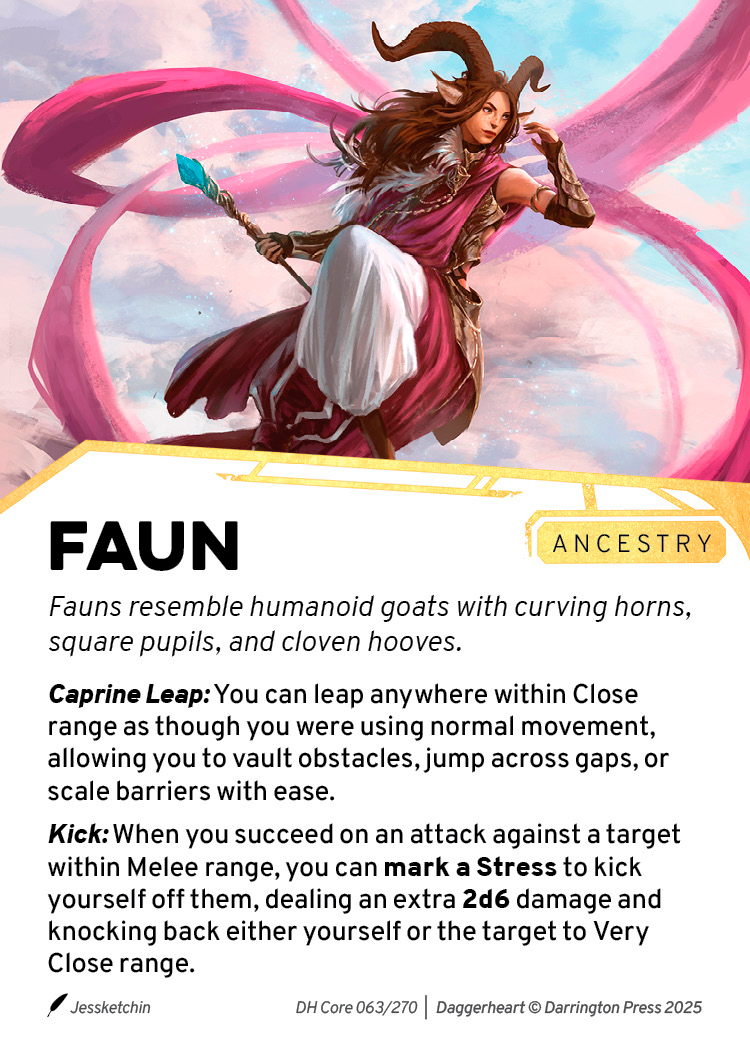 FAUN
ANCESTRY
Fauns resemble humanoid goats with curving horns,
square pupils, and cloven hooves.
Caprine Leap: You can leap anywhere within Close
range as though you were using normal movement,
allowing you to vault obstacles, jump across gaps, or
scale barriers with ease.
Kick: When you succeed on an attack against a target
within Melee range, you can mark a Stress to kick
yourself off them, dealing an extra 2d6 damage and
knocking back either yourself or the target to Very
Close range.
Jessketchin
DH Core 063/270 | Daggerheart © Darrington Press 2025